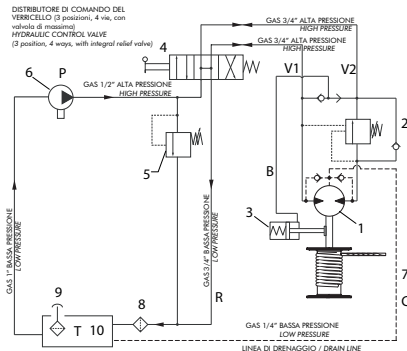 DISTRIBUTORE DI COMANDO DEL
VERRICELLO (3 posizioni, 4 vie, con
valvola di massima)
HYDRAULIC CONTROL VALVE
(3 position, 4 ways, with integral relief valve)
GAS 3/4" ALTA PRESSIONE
HIGH PRESSURE
4
GAS 3/4" ALTA PRESSIONE
HIGH PRESSURE
6
P
GAS 1/2" ALTA PRESSIONE
HIGH PRESSURE
V1
V2
2
5
B
3
1
GAS 1" BASSA PRESSIONE
LOW PRESSURE
GAS 3/4" BASSA PRESSIONE
LOW PRESSURE
R
7
C
9
8
T
10
GAS 1/4" BASSA PRESSIONE
LOW PRESSURE
LINEA DI DRENAGGIO / DRAIN LINE